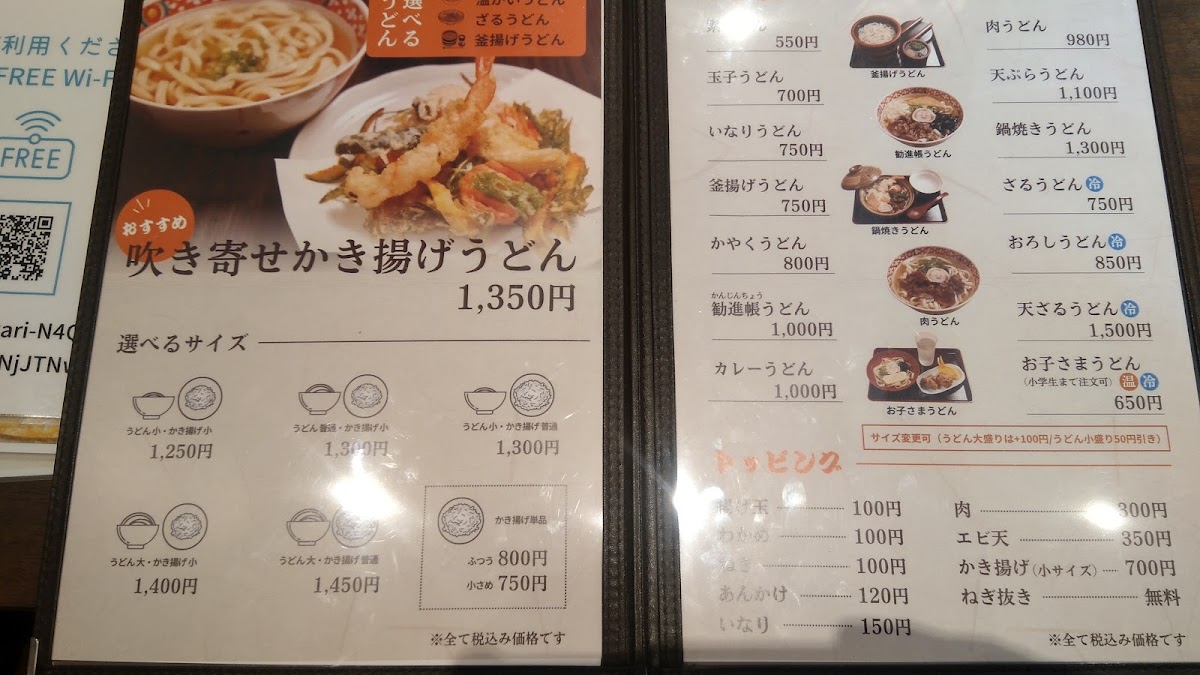 利用くださ
FREE Wi-F
FREE
ari-N4
NjJTNv
選べる
うどん
温かいうどん
ざるうどん
釜揚げうどん
おすすめ
吹き寄せかき揚げうどん
1,350円
選べるサイズ
うどん小・かき揚げ小
1,250円
うどん普通・かき揚げ小
1,300円
うどん小・かき揚げ普通
1,300円
うどん大・かき揚げ小
1,400円
うどん大・かき揚げ普通
1,450円
かき揚げ単品
ふつう 800円
小さめ 750円
※全て税込み価格です
550円
玉子うどん
700円
いなりうどん
750円
釜揚げうどん
750円
かやくうどん
800円
かんじんちょう
勧進帳うどん
1,000円
カレーうどん
1,000円
釜揚げうどん
勧進帳うどん
鍋焼きうどん
肉うどん
お子さまうどん
肉うどん
980円
天ぷらうどん
1,100円
鍋焼きうどん
1,300円
ざるうどん 冷
750円
おろしうどん 冷
850円
天ざるうどん 冷
1,500円
お子さまうどん
(小学生まで注文可) 温 冷
650円
サイズ変更可（うどん大盛りは+100円/うどん小盛り50円引き）
トッピング
揚げ玉 100円
わかめ 100円
ねぎ 100円
あんかけ 120円
いなり 150円
肉 300円
エビ天 350円
かき揚げ(小サイズ) 700円
ねぎ抜き 無料
※全て税込み価格です